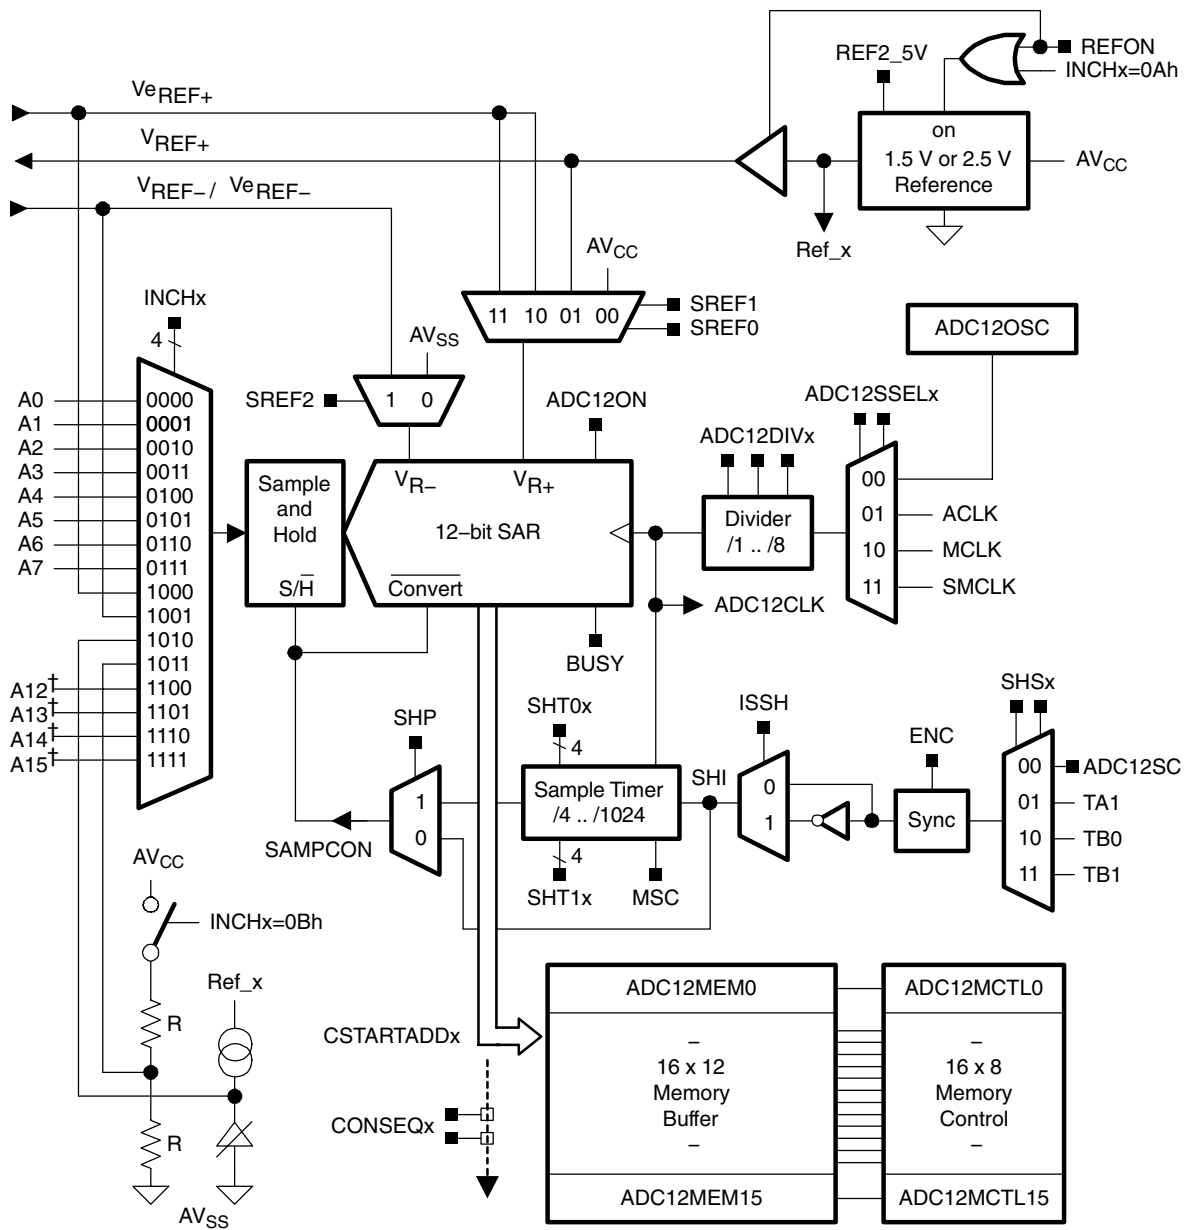 REF2_5V
REFON
INCHx=0Ah
VeREF+
VREF+
on
1.5 V or 2.5 V
Reference
AVCC
VREF− / VeREF−
Ref_x
AVCC
INCHx
4
11 10 01 00
SREF1
SREF0
ADC12OSC
AVSS
SREF2
1 0
ADC12ON
ADC12SSELx
ADC12DIVx
A0
A1
A2
A3
A4
A5
A6
A7
0000
0001
0010
0011
0100
0101
0110
0111
1000
1001
1010
1011
1100
1101
1110
1111
A12†
A13†
A14†
A15†
Sample
and
Hold
S/H
VR−
VR+
12−bit SAR
Convert
Divider
/1 .. /8
00
01
10
11
ACLK
MCLK
SMCLK
ADC12CLK
BUSY
SHP
SHT0x
4
ISSH
ENC
SHSx
1
0
SAMPCON
Sample Timer
/4 .. /1024
SHI
0
1
Sync
00
01
10
11
ADC12SC
TA1
TB0
TB1
4
SHT1x
MSC
AVCC
INCHx=0Bh
Ref_x
R
R
AVSS
CSTARTADDx
CONSEQx
ADC12MEM0
–
16 x 12
Memory
Buffer
–
ADC12MEM15
ADC12MCTL0
–
16 x 8
Memory
Control
–
ADC12MCTL15